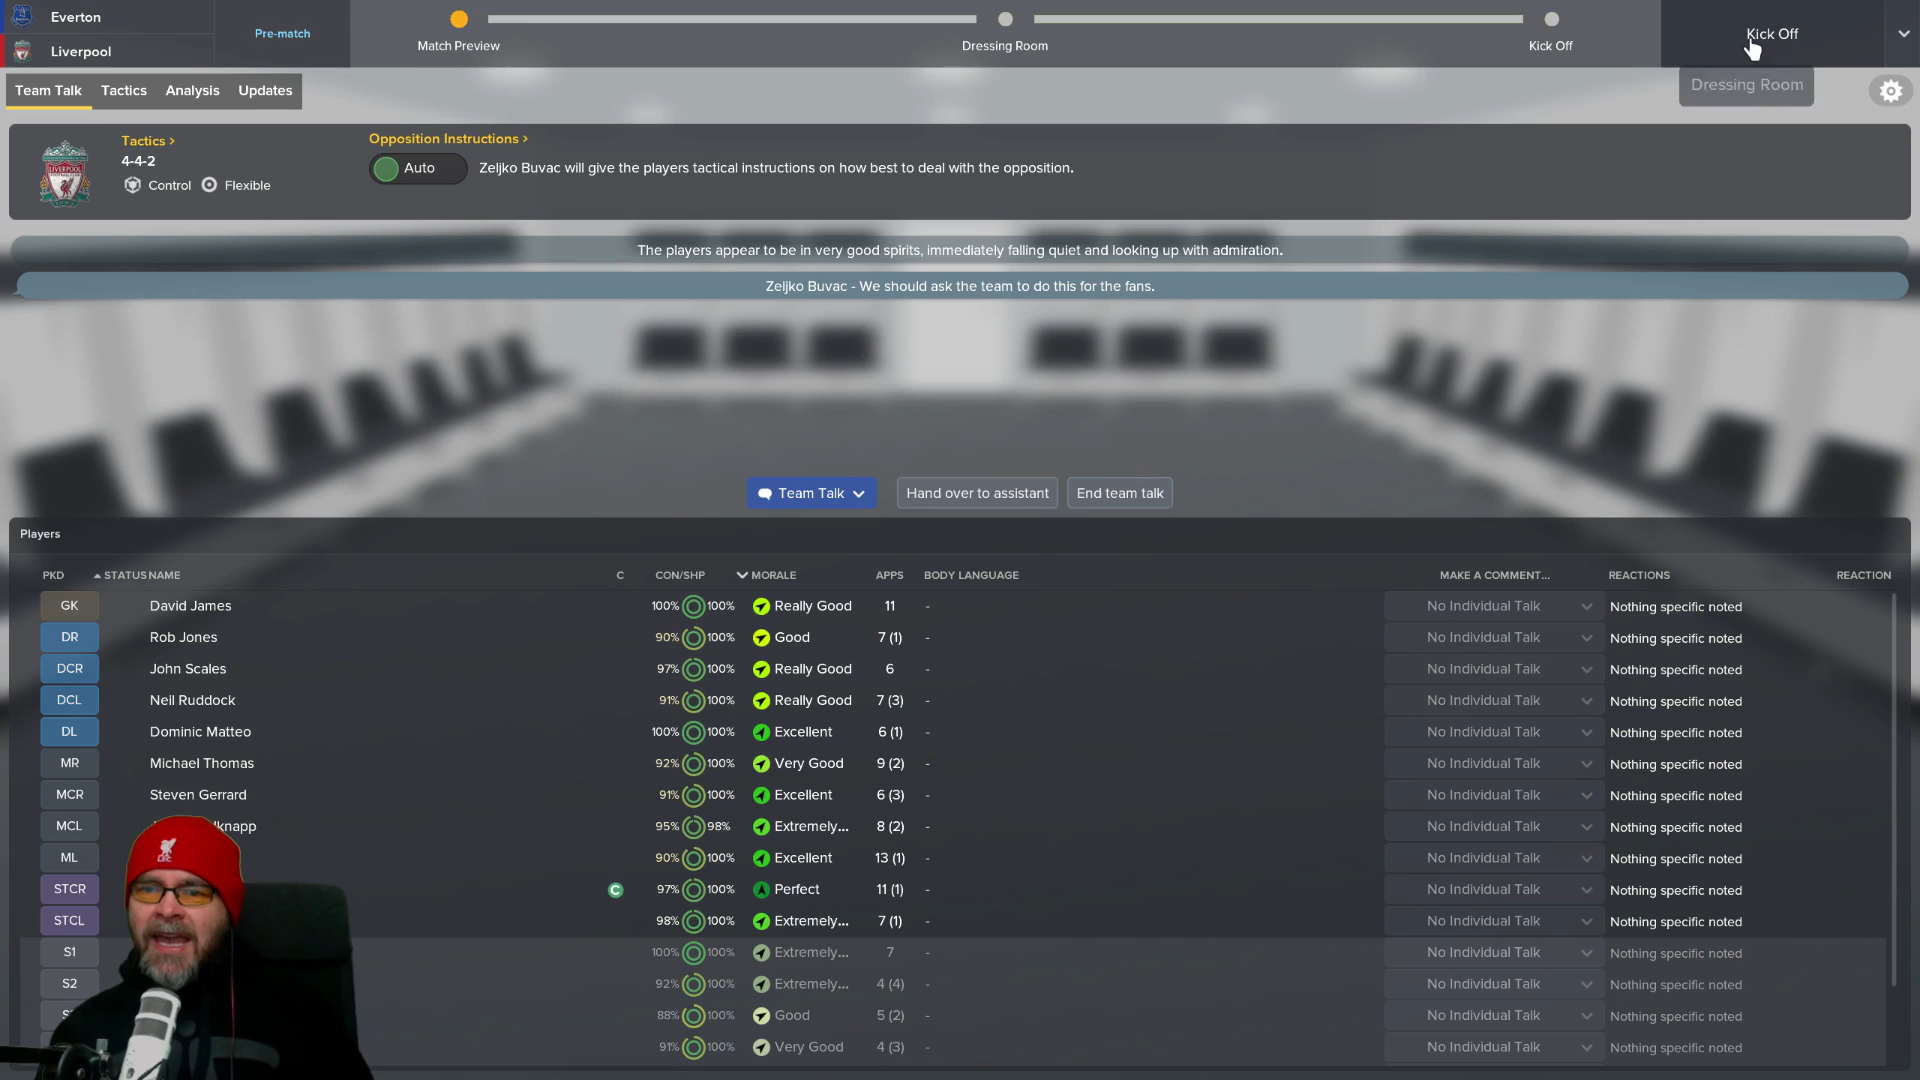 Everton
Liverpool
Pre-match
Match Preview
Dressing Room
Kick Off
Kick Off
Dressing Room
Team Talk Tactics Analysis Updates
Tactics >
4-4-2
Control Flexible
Opposition Instructions >
Auto Zeljko Buvac will give the players tactical instructions on how best to deal with the opposition.
The players appear to be in very good spirits, immediately falling quiet and looking up with admiration.
Zeljko Buvac - We should ask the team to do this for the fans.
Team Talk Hand over to assistant End team talk
Players
PKD STATUS NAME C CON/SHP MORALE APPS BODY LANGUAGE MAKE A COMMENT... REACTIONS REACTION
GK David James 100% 100% Really Good 11 - No Individual Talk Nothing specific noted
DR Rob Jones 90% 100% Good 7 (1) - No Individual Talk Nothing specific noted
DCR John Scales 97% 100% Really Good 6 - No Individual Talk Nothing specific noted
DCL Neil Ruddock 91% 100% Really Good 7 (3) - No Individual Talk Nothing specific noted
DL Dominic Matteo 100% 100% Excellent 6 (1) - No Individual Talk Nothing specific noted
MR Michael Thomas 92% 100% Very Good 9 (2) - No Individual Talk Nothing specific noted
MCR Steven Gerrard 91% 100% Excellent 6 (3) - No Individual Talk Nothing specific noted
MCL knapp 95% 98% Extremely... 8 (2) - No Individual Talk Nothing specific noted
ML 90% 100% Excellent 13 (1) - No Individual Talk Nothing specific noted
STCR C 97% 100% Perfect 11 (1) - No Individual Talk Nothing specific noted
STCL 98% 100% Extremely... 7 (1) - No Individual Talk Nothing specific noted
S1 100% 100% Extremely... 7 - No Individual Talk Nothing specific noted
S2 92% 100% Extremely... 4 (4) - No Individual Talk Nothing specific noted
88% 100% Good 5 (2) - No Individual Talk Nothing specific noted
91% 100% Very Good 4 (3) - No Individual Talk Nothing specific noted